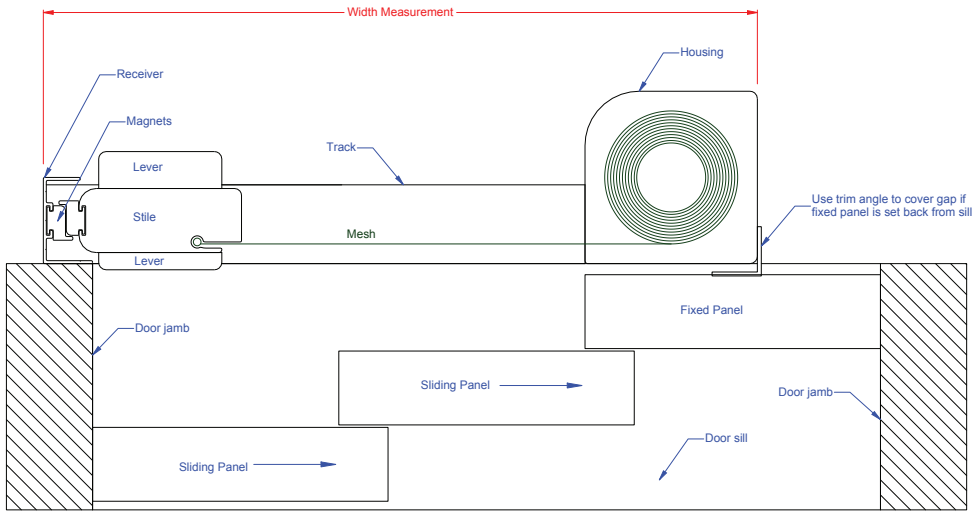 Width Measurement
Housing
Receiver
Magnets
Track
Lever
Stile
Use trim angle to cover gap if
fixed panel is set back from sill
Mesh
Lever
Fixed Panel
Door jamb
Sliding Panel
Door jamb
Door sill
Sliding Panel